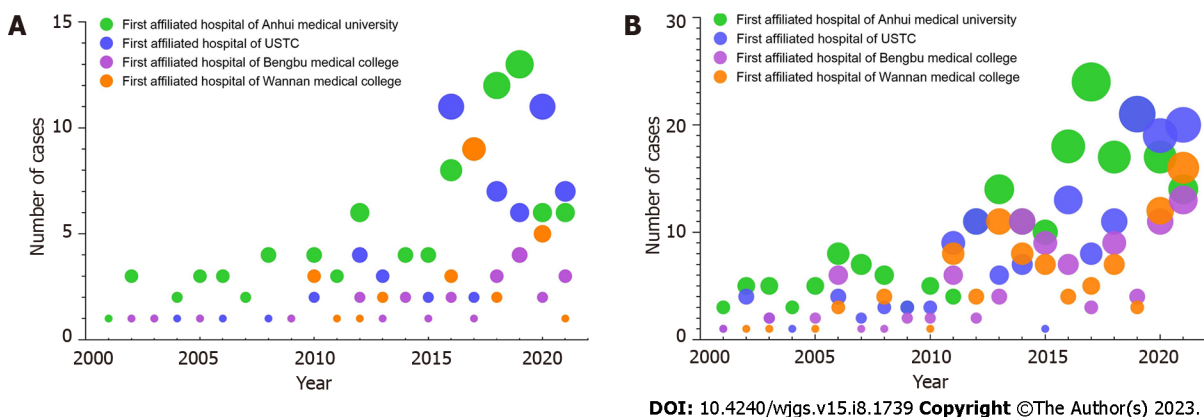 A
15
10
5
0
Number of cases
First affiliated hospital of Anhui medical university
First affiliated hospital of USTC
First affiliated hospital of Bengbu medical college
First affiliated hospital of Wannan medical college
2000 2005 2010 2015 2020
Year
B
30
20
10
0
Number of cases
First affiliated hospital of Anhui medical university
First affiliated hospital of USTC
First affiliated hospital of Bengbu medical college
First affiliated hospital of Wannan medical college
2000 2005 2010 2015 2020
Year
DOI: 10.4240/wjgs.v15.i8.1739 Copyright ©The Author(s) 2023.